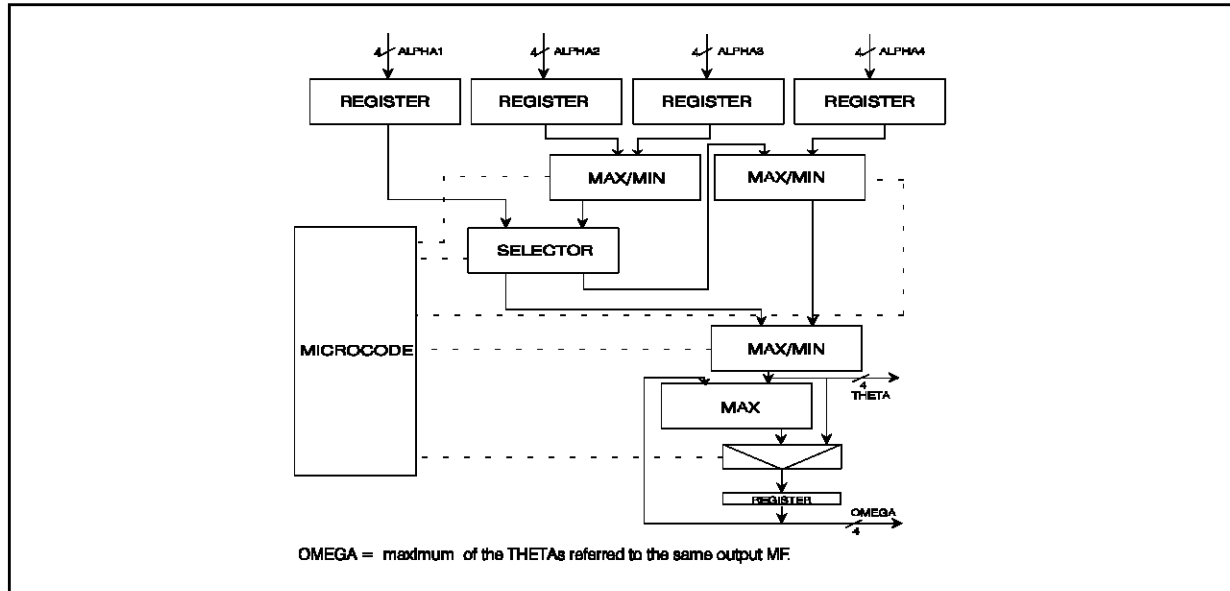 4 ALPHA1 4 ALPHA2 4 ALPHA3 4 ALPHA4
REGISTER REGISTER REGISTER REGISTER
MAX/MIN MAX/MIN
SELECTOR
MICROCODE MAX/MIN
4
THETA
MAX
REGISTER
OMEGA
4
OMEGA = maximum of the THETAs referred to the same output MF.